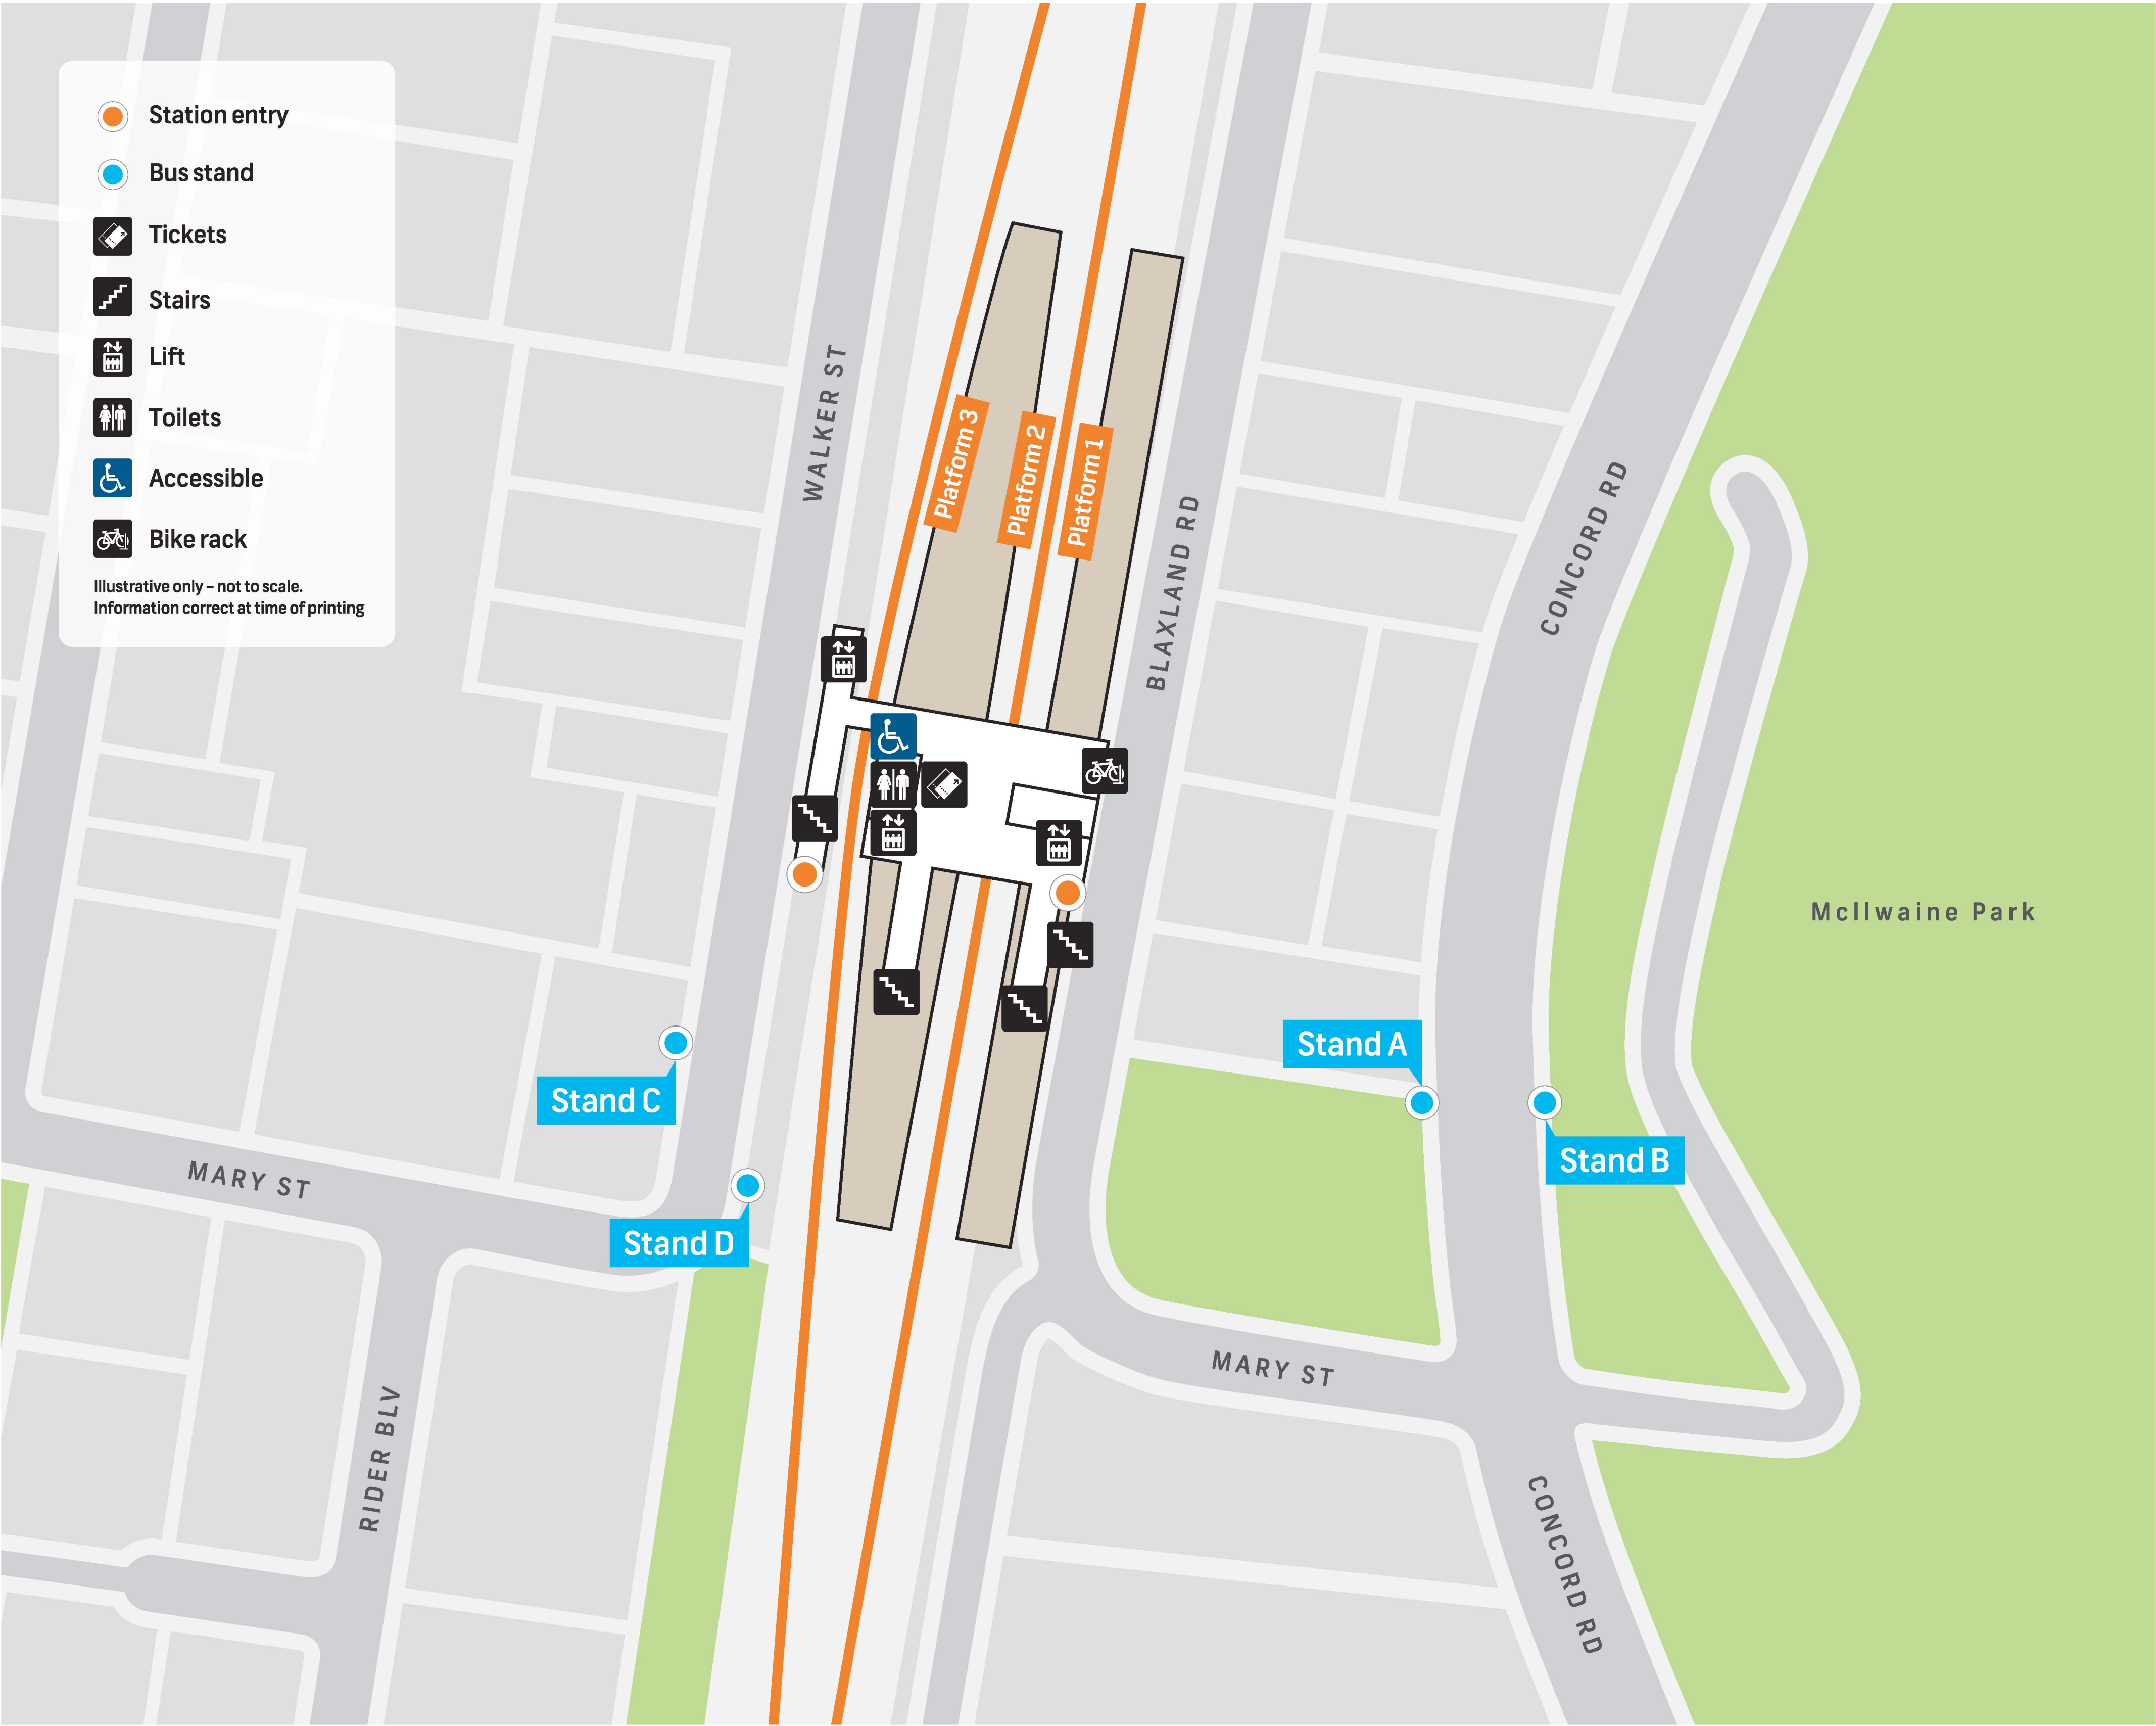 Station entry
Bus stand
Tickets
Stairs
Lift
Toilets
Accessible
Bike rack
Illustrative only – not to scale.
Information correct at time of printing
WALKER ST
Platform 3
Platform 2
Platform 1
BLAXLAND RD
CONCORD RD
McIlwaine Park
Stand A
Stand C
Stand B
MARY ST
Stand D
MARY ST
RIDER BLV
CONCORD RD